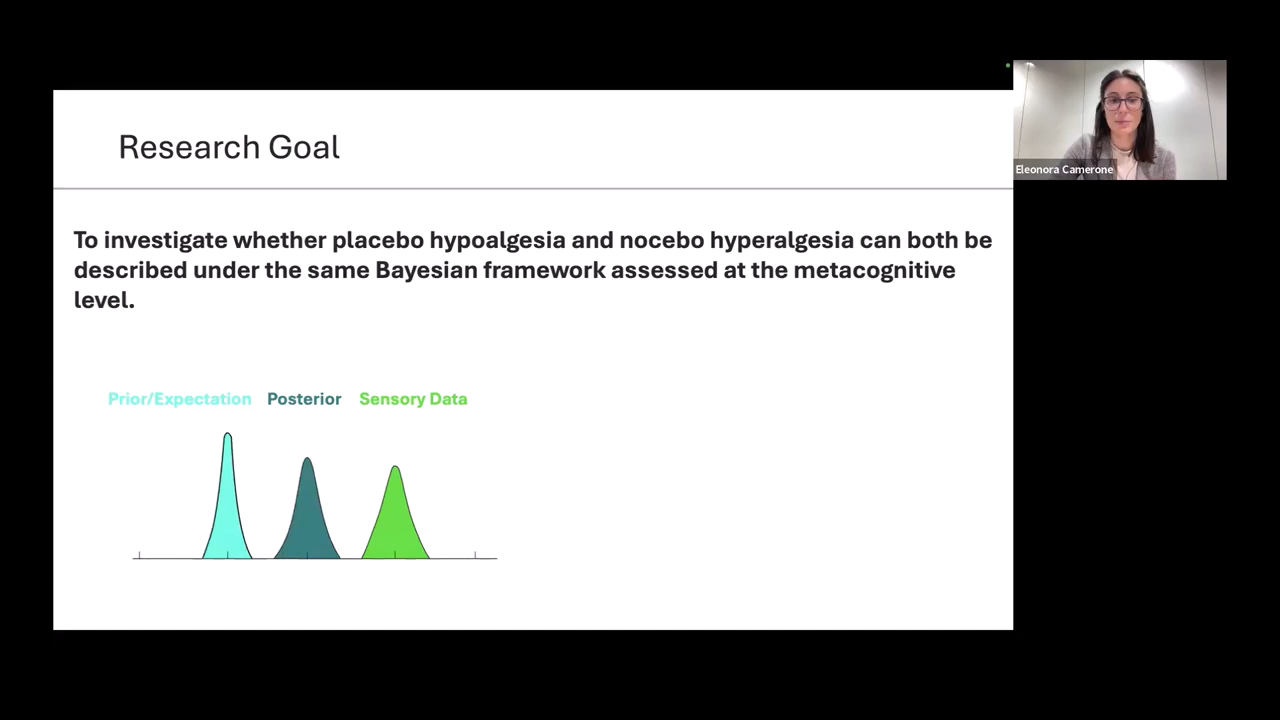 Research Goal
Eleonora Camerone
To investigate whether placebo hypoalgesia and nocebo hyperalgesia can both be
described under the same Bayesian framework assessed at the metacognitive
level.
Prior/Expectation Posterior Sensory Data